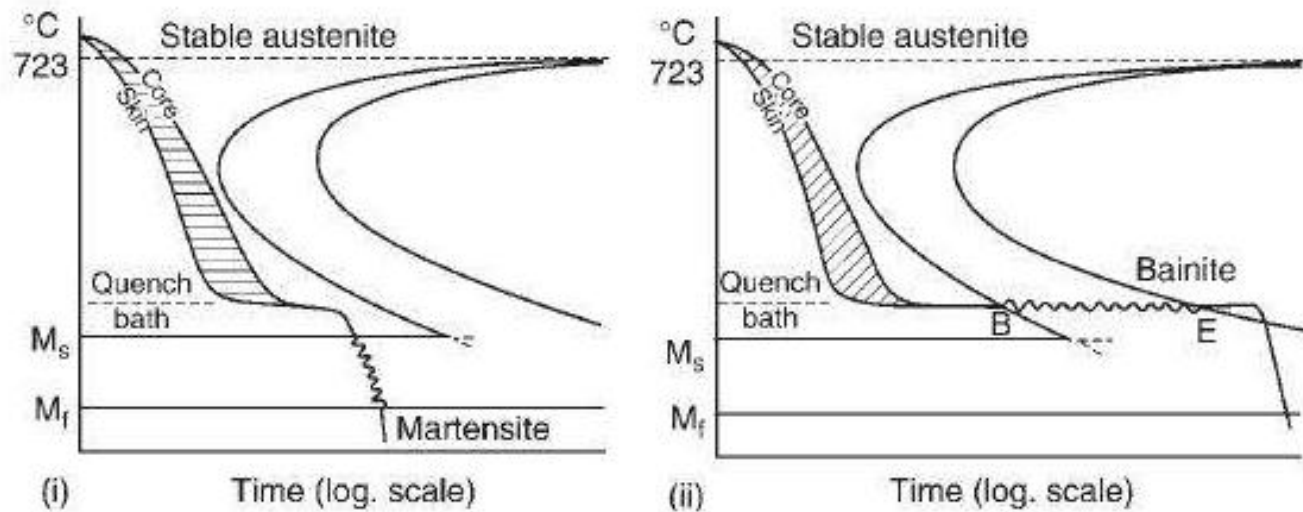 °C
723
Stable austenite
Core
Skin
Quench
bath
Ms
Mf
Martensite
(i)
Time (log. scale)
°C
723
Stable austenite
Core
Skin
Quench
bath
Bainite
B
E
Ms
Mf
(ii)
Time (log. scale)